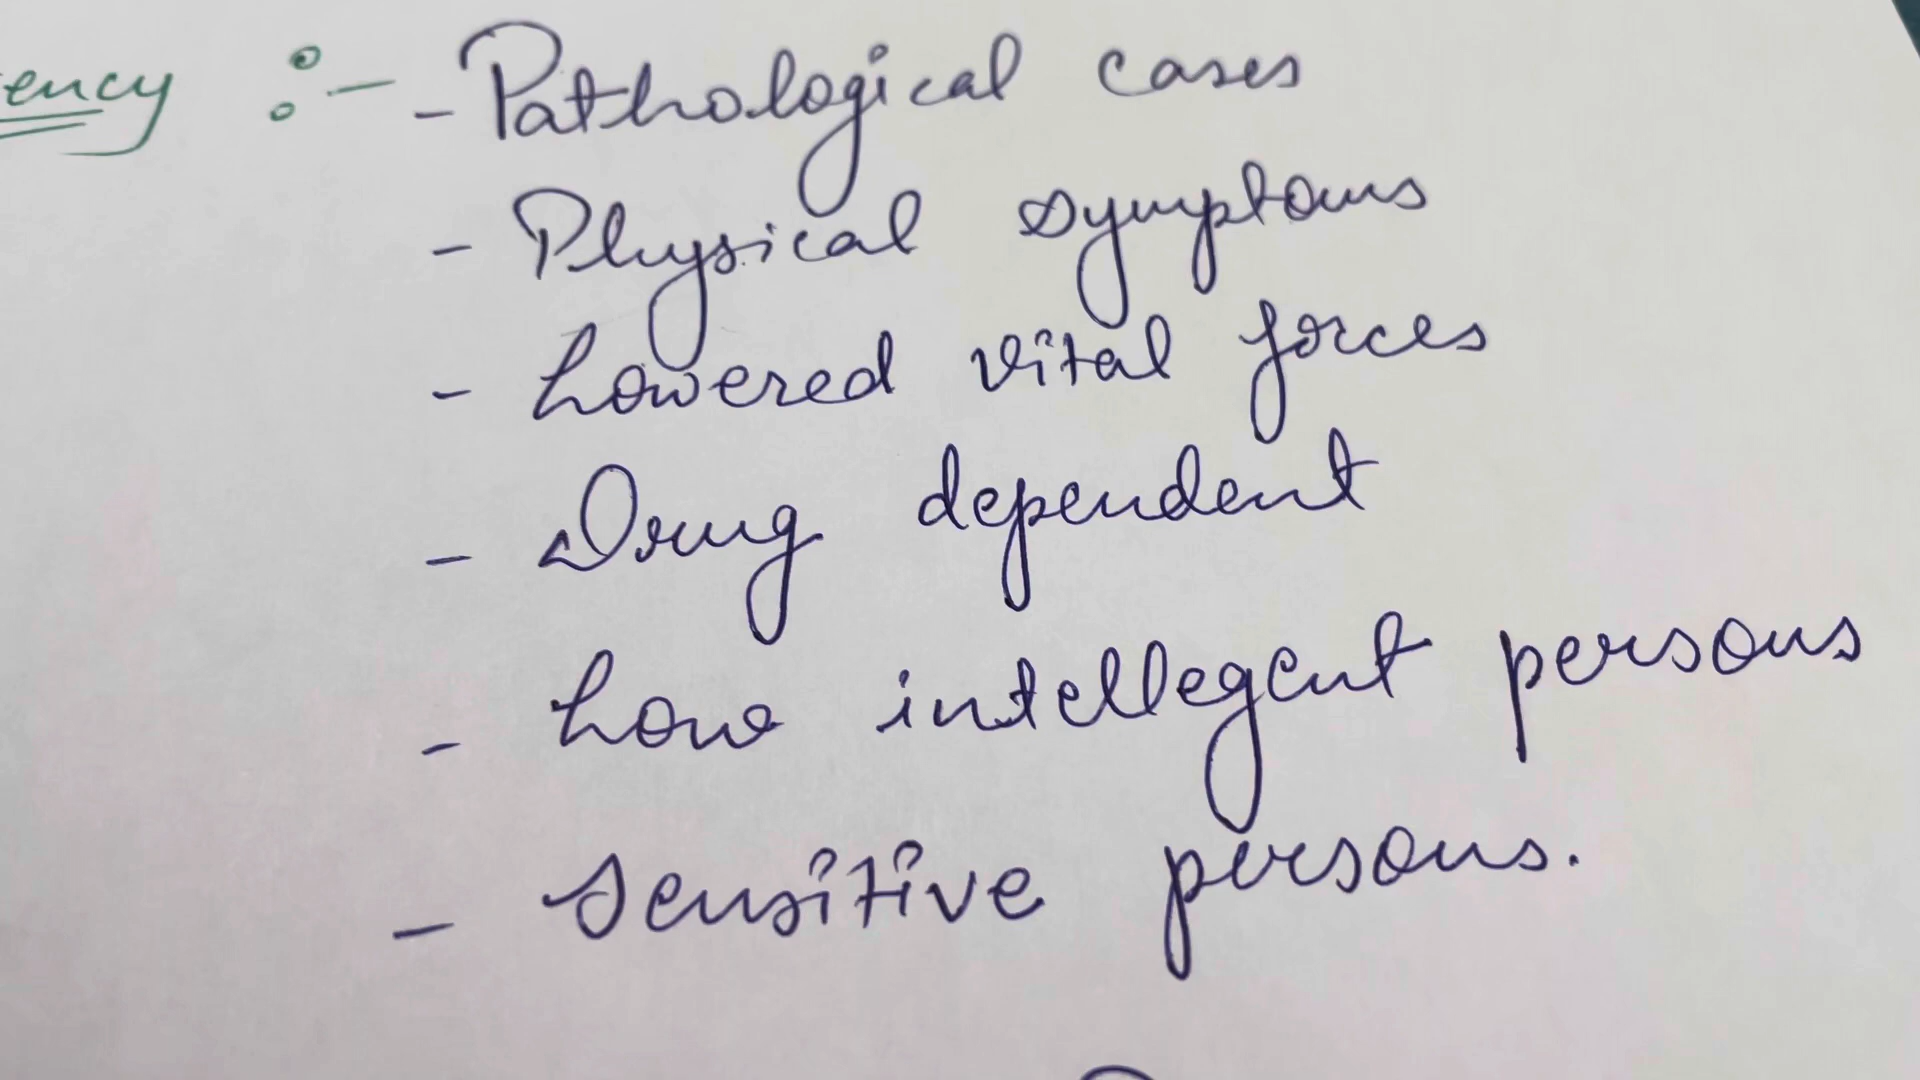 ency :- - Pathological cases
- Physical symptoms
- Lowered vital forces
- Drug dependent
- Low intellegent persons
- Sensitive persons.